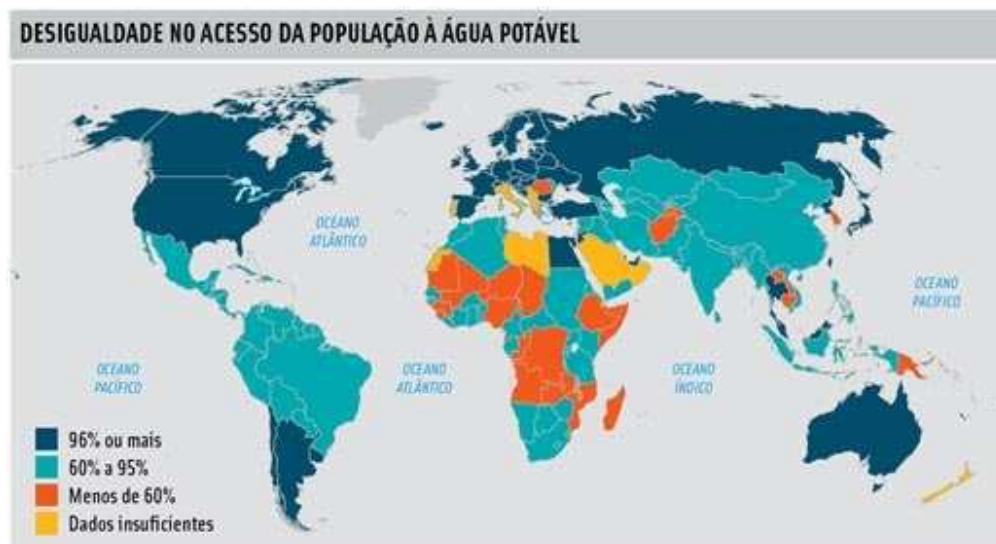 DESIGUALDADE NO ACESSO DA POPULAÇÃO À ÁGUA POTÁVEL
OCEANO
ATLÂNTICO
OCEANO
PACÍFICO
OCEANO
PACÍFICO
OCEANO
ATLÂNTICO
OCEANO
ÍNDICO
96% ou mais
60% a 95%
Menos de 60%
Dados insuficientes